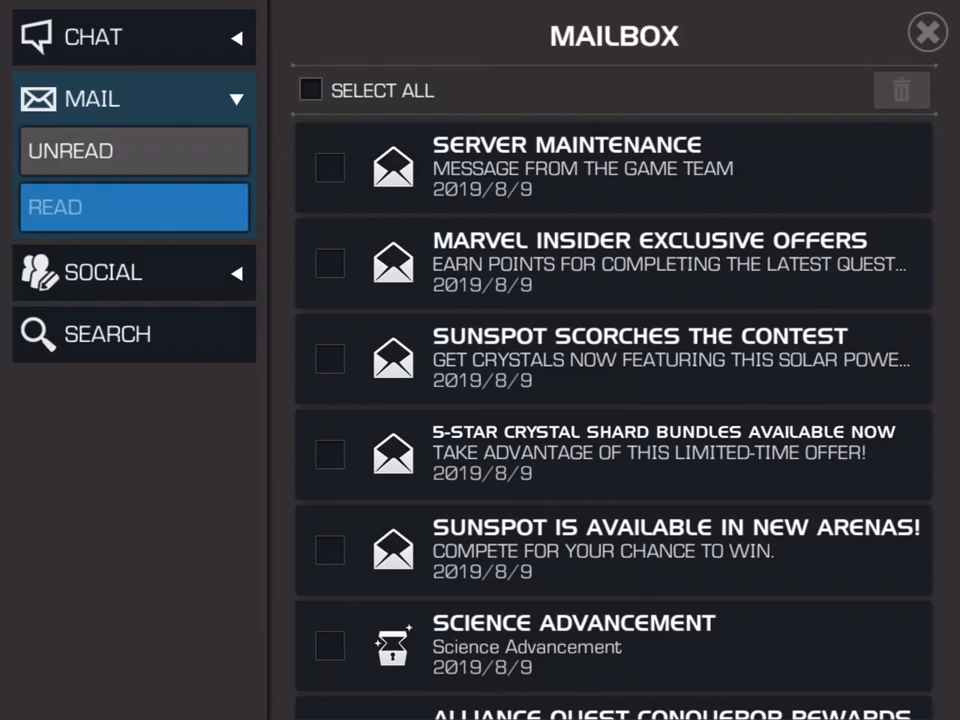 CHAT
MAIL
UNREAD
READ
SOCIAL
SEARCH
MAILBOX
SELECT ALL
SERVER MAINTENANCE
MESSAGE FROM THE GAME TEAM
2019/8/9
MARVEL INSIDER EXCLUSIVE OFFERS
EARN POINTS FOR COMPLETING THE LATEST QUEST...
2019/8/9
SUNSPOT SCORCHES THE CONTEST
GET CRYSTALS NOW FEATURING THIS SOLAR POWE...
2019/8/9
5-STAR CRYSTAL SHARD BUNDLES AVAILABLE NOW
TAKE ADVANTAGE OF THIS LIMITED-TIME OFFER!
2019/8/9
SUNSPOT IS AVAILABLE IN NEW ARENAS!
COMPETE FOR YOUR CHANCE TO WIN.
2019/8/9
SCIENCE ADVANCEMENT
Science Advancement
2019/8/9
ALLIANCE QUEST CONQUEROR REWARDS